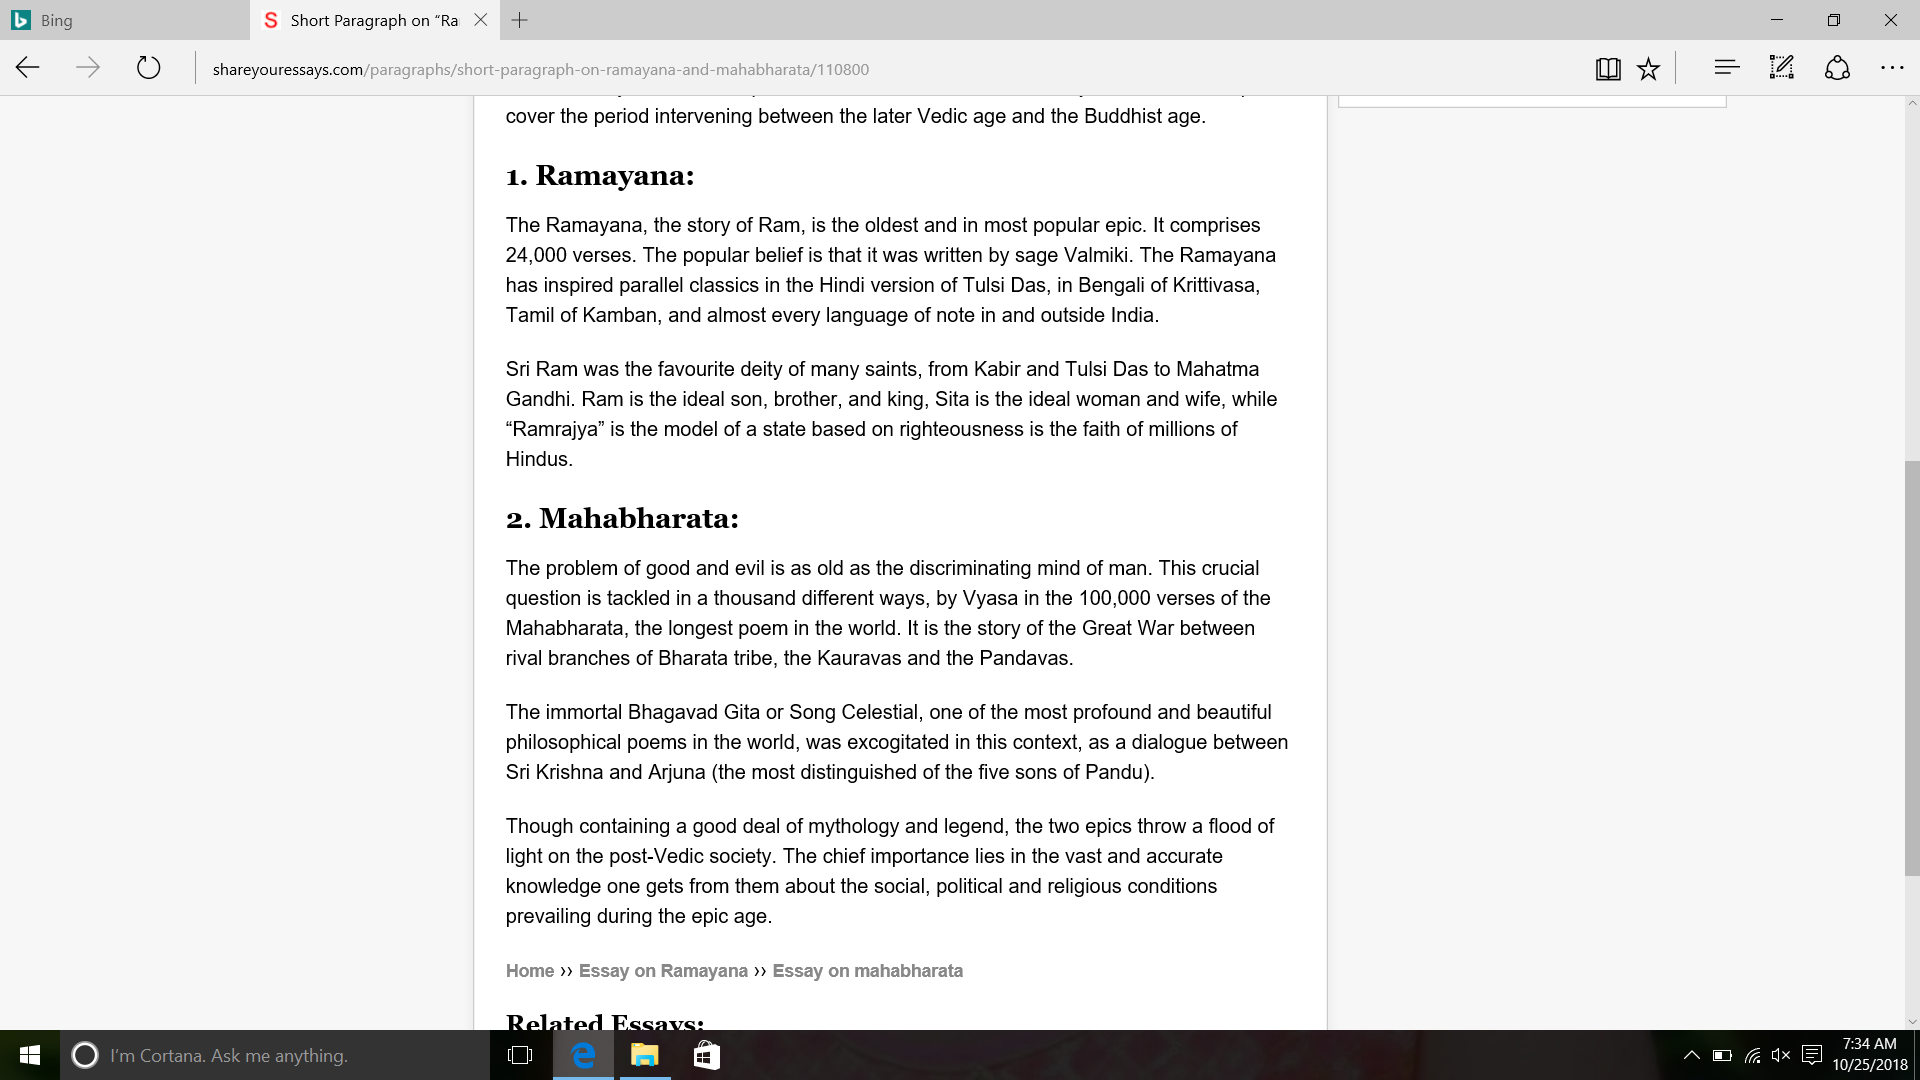 Bing
Short Paragraph on “Ra
shareyouressays.com/paragraphs/short-paragraph-on-ramayana-and-mahabharata/110800
cover the period intervening between the later Vedic age and the Buddhist age.
1. Ramayana:
The Ramayana, the story of Ram, is the oldest and in most popular epic. It comprises
24,000 verses. The popular belief is that it was written by sage Valmiki. The Ramayana
has inspired parallel classics in the Hindi version of Tulsi Das, in Bengali of Krittivasa,
Tamil of Kamban, and almost every language of note in and outside India.
Sri Ram was the favourite deity of many saints, from Kabir and Tulsi Das to Mahatma
Gandhi. Ram is the ideal son, brother, and king, Sita is the ideal woman and wife, while
“Ramrajya” is the model of a state based on righteousness is the faith of millions of
Hindus.
2. Mahabharata:
The problem of good and evil is as old as the discriminating mind of man. This crucial
question is tackled in a thousand different ways, by Vyasa in the 100,000 verses of the
Mahabharata, the longest poem in the world. It is the story of the Great War between
rival branches of Bharata tribe, the Kauravas and the Pandavas.
The immortal Bhagavad Gita or Song Celestial, one of the most profound and beautiful
philosophical poems in the world, was excogitated in this context, as a dialogue between
Sri Krishna and Arjuna (the most distinguished of the five sons of Pandu).
Though containing a good deal of mythology and legend, the two epics throw a flood of
light on the post-Vedic society. The chief importance lies in the vast and accurate
knowledge one gets from them about the social, political and religious conditions
prevailing during the epic age.
Home ›› Essay on Ramayana ›› Essay on mahabharata
Related Essays:
I'm Cortana. Ask me anything.
7:34 AM
10/25/2018